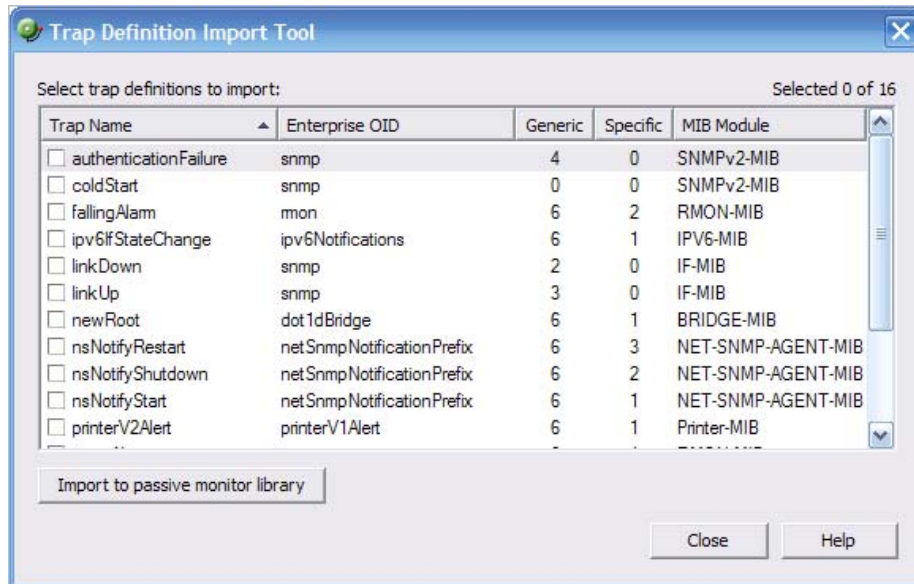 Trap Definition Import Tool
Select trap definitions to import: Selected 0 of 16
Trap Name Enterprise OID Generic Specific MIB Module
authenticationFailure snmp 4 0 SNMPv2-MIB
coldStart snmp 0 0 SNMPv2-MIB
fallingAlarm rmon 6 2 RMON-MIB
ipv6IfStateChange ipv6Notifications 6 1 IPV6-MIB
linkDown snmp 2 0 IF-MIB
linkUp snmp 3 0 IF-MIB
newRoot dot1dBridge 6 1 BRIDGE-MIB
nsNotifyRestart netSnmpNotificationPrefix 6 3 NET-SNMP-AGENT-MIB
nsNotifyShutdown netSnmpNotificationPrefix 6 2 NET-SNMP-AGENT-MIB
nsNotifyStart netSnmpNotificationPrefix 6 1 NET-SNMP-AGENT-MIB
printerV2Alert printerV1Alert 6 1 Printer-MIB
Import to passive monitor library
Close Help